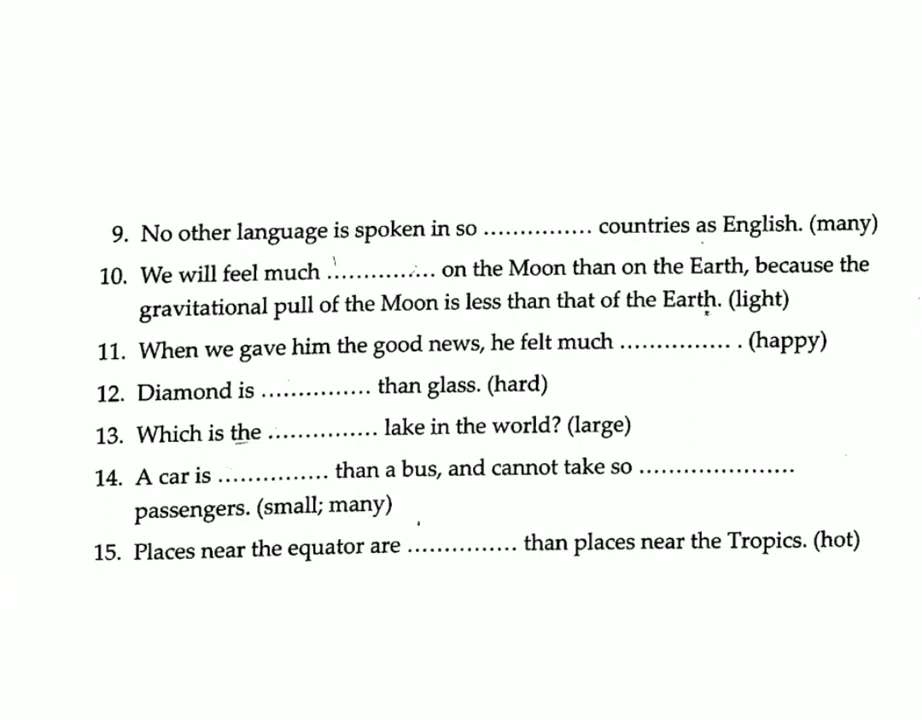 9. No other language is spoken in so ............... countries as English. (many)
10. We will feel much ............... on the Moon than on the Earth, because the
gravitational pull of the Moon is less than that of the Earth. (light)
11. When we gave him the good news, he felt much ............... . (happy)
12. Diamond is ............... than glass. (hard)
13. Which is the ............... lake in the world? (large)
14. A car is ............... than a bus, and cannot take so .....................
passengers. (small; many)
15. Places near the equator are ............... than places near the Tropics. (hot)